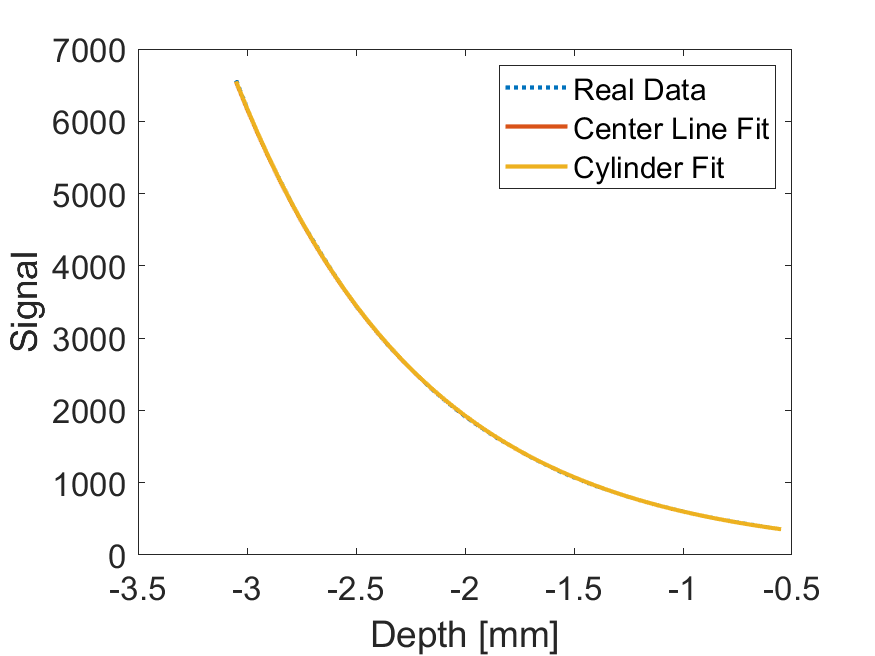 7000
6000
5000
4000
3000
2000
1000
0
Signal
Real Data
Center Line Fit
Cylinder Fit
-3.5 -3 -2.5 -2 -1.5 -1 -0.5
Depth [mm]